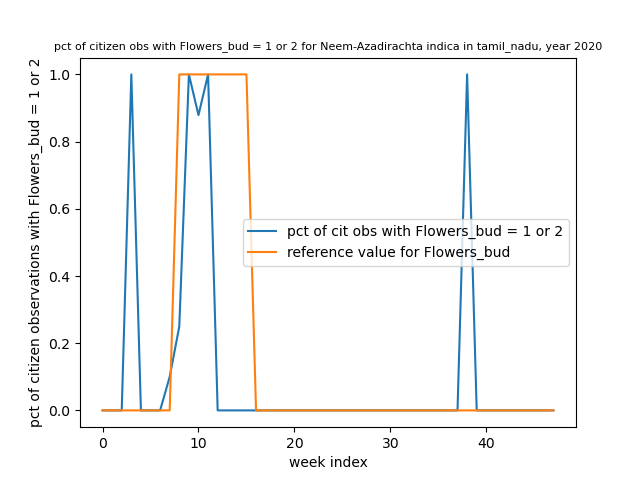 pct of citizen obs with Flowers_bud = 1 or 2 for Neem-Azadirachta indica in tamil_nadu, year 2020
pct of citizen observations with Flowers_bud = 1 or 2
1.0
0.8
0.6
0.4
0.2
0.0
pct of cit obs with Flowers_bud = 1 or 2
reference value for Flowers_bud
0 10 20 30 40
week index